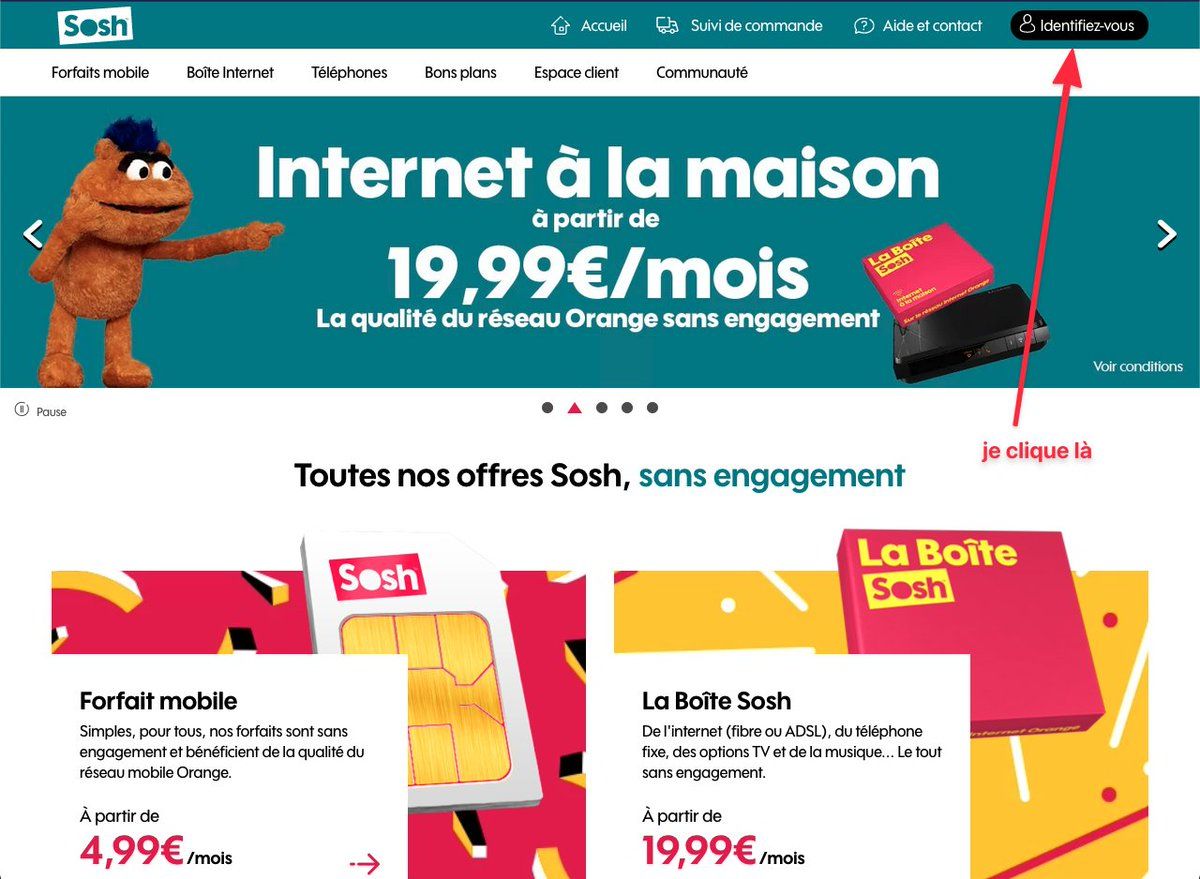 Sosh
Accueil
Suivi de commande
Aide et contact
Identifiez-vous
Forfaits mobile
Boîte Internet
Téléphones
Bons plans
Espace client
Communauté
Internet à la maison
à partir de
19,99€/mois
La qualité du réseau Orange sans engagement
La Boîte
Sosh
Internet
à la maison
Sur le réseau Internet Orange
Voir conditions
Pause
je clique là
Toutes nos offres Sosh, sans engagement
Sosh
Forfait mobile
Simples, pour tous, nos forfaits sont sans
engagement et bénéficient de la qualité du
réseau mobile Orange.
À partir de
4,99€/mois
La Boîte
Sosh
Internet Orange
La Boîte Sosh
De l'internet (fibre ou ADSL), du téléphone
fixe, des options TV et de la musique... Le tout
sans engagement.
À partir de
19,99€/mois